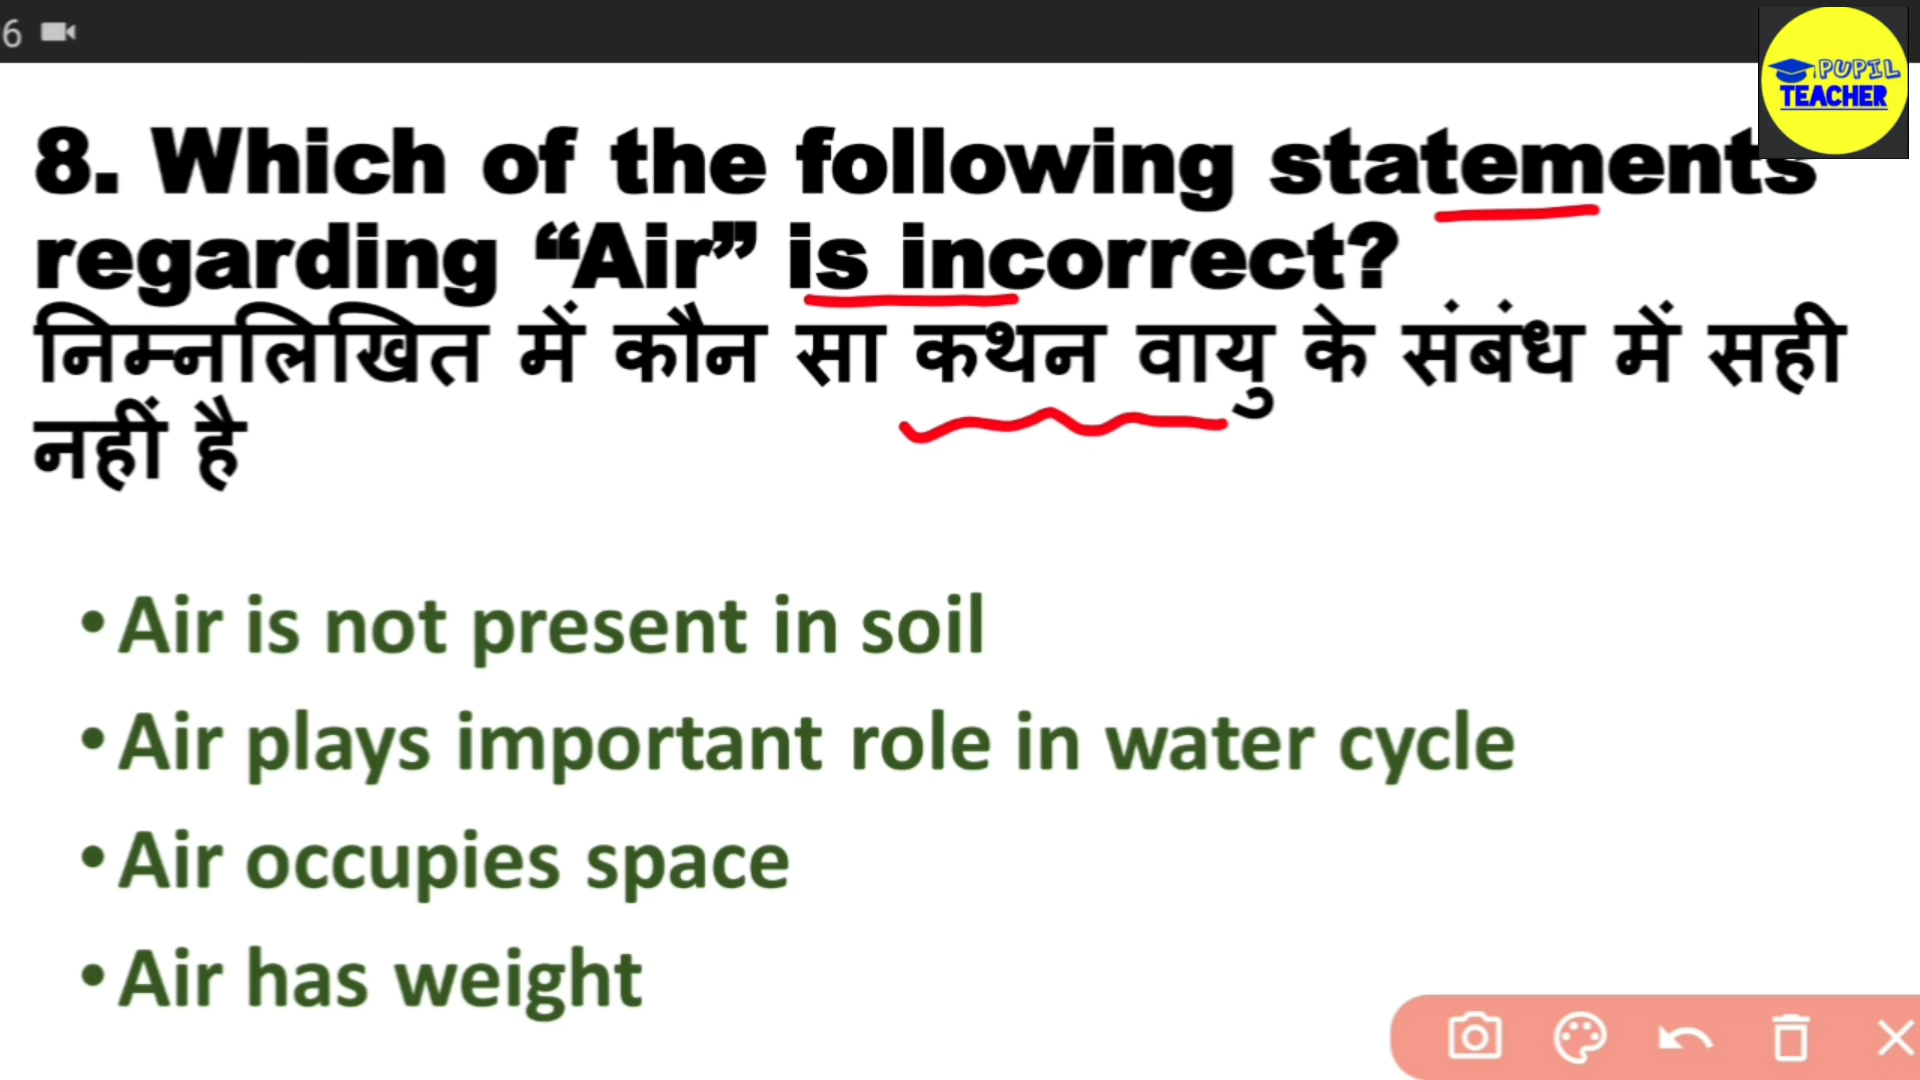 6
PUPIL
TEACHER
8. Which of the following statements
regarding “Air” is incorrect?
निम्नलिखित में कौन सा कथन वायु के संबंध में सही
नहीं है
• Air is not present in soil
• Air plays important role in water cycle
• Air occupies space
• Air has weight